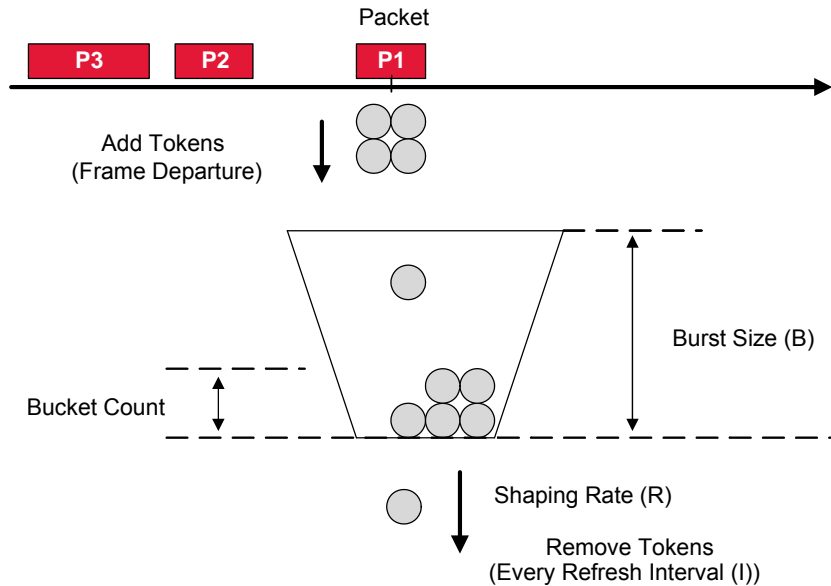 Packet
P3
P2
P1
Add Tokens
(Frame Departure)
Burst Size (B)
Bucket Count
Shaping Rate (R)
Remove Tokens
(Every Refresh Interval (I))